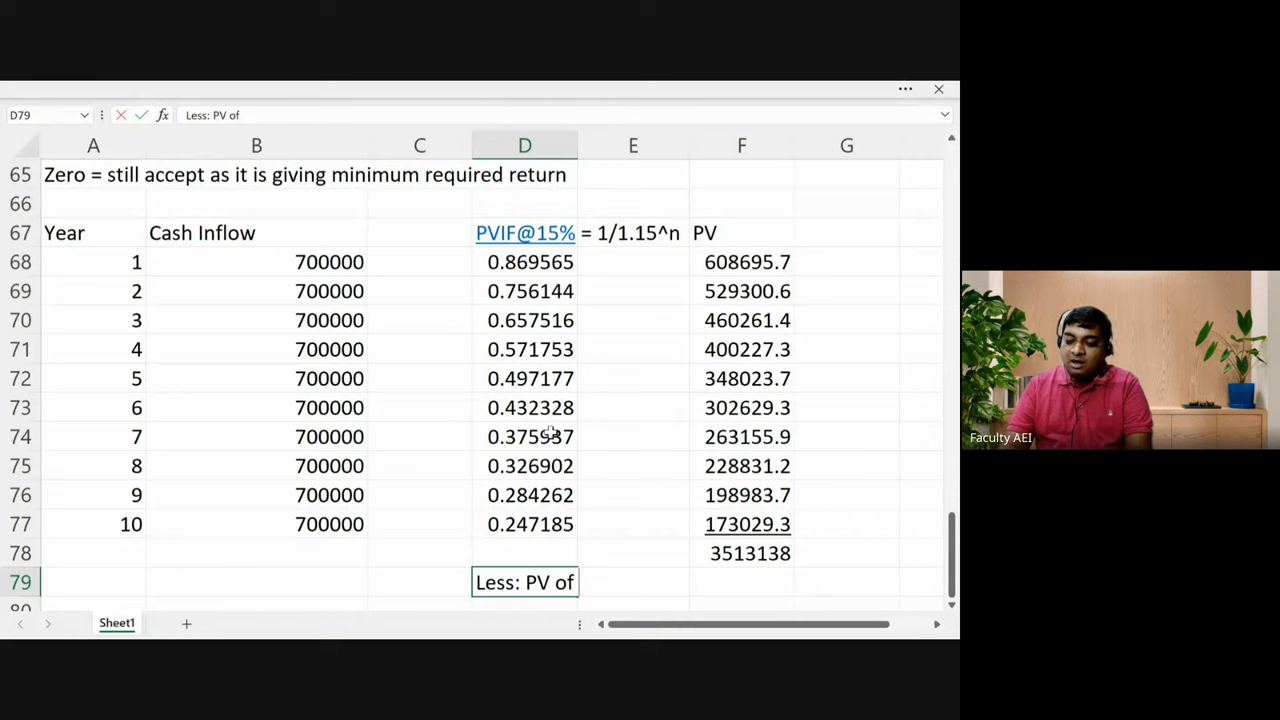 D79 fx Less: PV of
A B C D E F G
65 Zero = still accept as it is giving minimum required return
66
67 Year Cash Inflow PVIF@15% = 1/1.15^n PV
68 1 700000 0.869565 608695.7
69 2 700000 0.756144 529300.6
70 3 700000 0.657516 460261.4
71 4 700000 0.571753 400227.3
72 5 700000 0.497177 348023.7
73 6 700000 0.432328 302629.3
74 7 700000 0.375937 263155.9
75 8 700000 0.326902 228831.2
76 9 700000 0.284262 198983.7
77 10 700000 0.247185 173029.3
78 3513138
79 Less: PV of
80
Sheet1
Faculty AEI